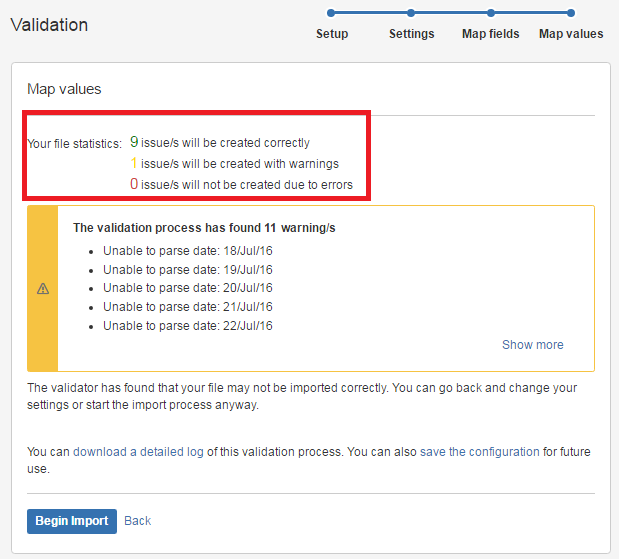 Validation
Setup Settings Map fields Map values
Map values
Your file statistics: 9 issue/s will be created correctly
1 issue/s will be created with warnings
0 issue/s will not be created due to errors
The validation process has found 11 warning/s
Unable to parse date: 18/Jul/16
Unable to parse date: 19/Jul/16
Unable to parse date: 20/Jul/16
Unable to parse date: 21/Jul/16
Unable to parse date: 22/Jul/16
Show more
The validator has found that your file may not be imported correctly. You can go back and change your
settings or start the import process anyway.
You can download a detailed log of this validation process. You can also save the configuration for future
use.
Begin Import Back